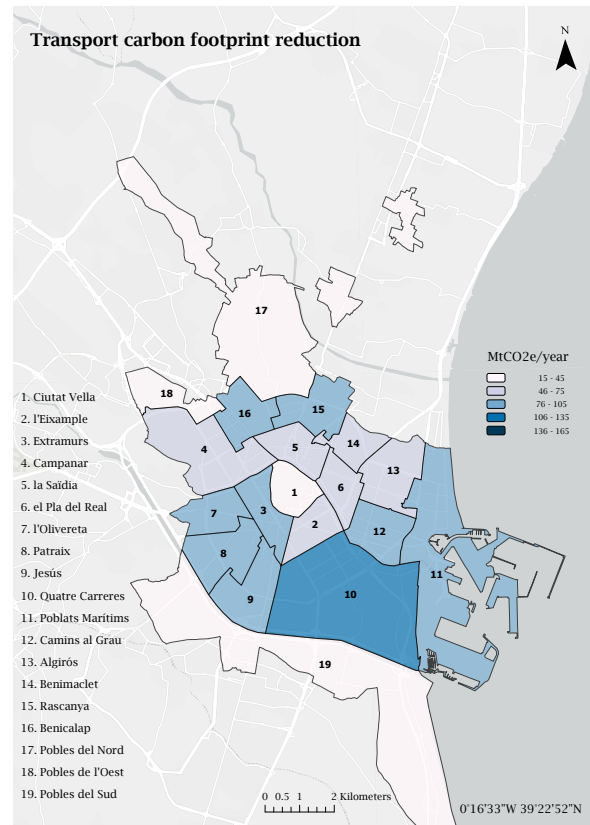 Transport carbon footprint reduction
N
17
18
16
15
4
5
14
13
1
6
3
2
7
12
8
11
10
9
19
MtCO2e/year
15 - 45
46 - 75
76 - 105
106 - 135
136 - 165
1. Ciutat Vella
2. l'Eixample
3. Extramurs
4. Campanar
5. la Saïdia
6. el Pla del Real
7. l'Olivereta
8. Patraix
9. Jesús
10. Quatre Carreres
11. Poblats Marítims
12. Camins al Grau
13. Algirós
14. Benimaclet
15. Rascanya
16. Benicalap
17. Pobles del Nord
18. Pobles de l'Oest
19. Pobles del Sud
0 0.5 1 2 Kilometers
0'16'33"W 39'22'52"N